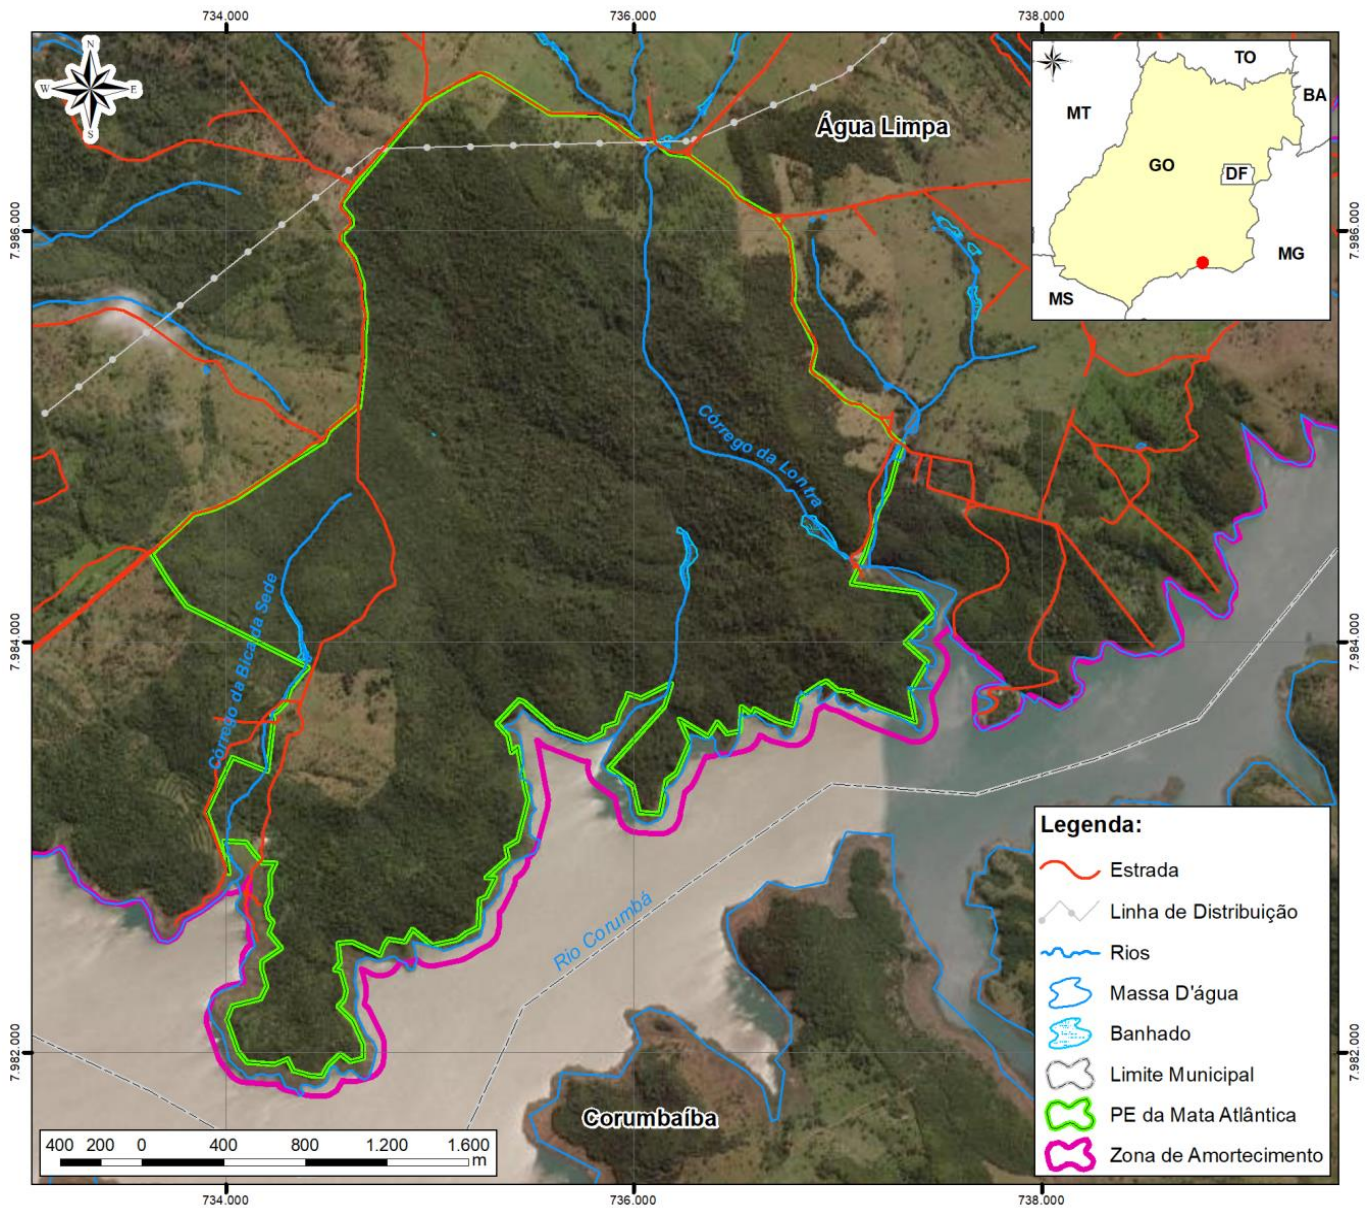 734.000
736.000
738.000
N
W
E
S
Água Limpa
TO
BA
MT
GO
DF
MG
MS
7.986.000
7.986.000
Córrego da Lontra
Córrego da Bica da Sede
7.984.000
7.984.000
Rio Corumbá
Corumbaíba
7.982.000
7.982.000
Legenda:
Estrada
Linha de Distribuição
Rios
Massa D'água
Banhado
Limite Municipal
PE da Mata Atlântica
Zona de Amortecimento
400 200 0 400 800 1.200 1.600
m
734.000
736.000
738.000